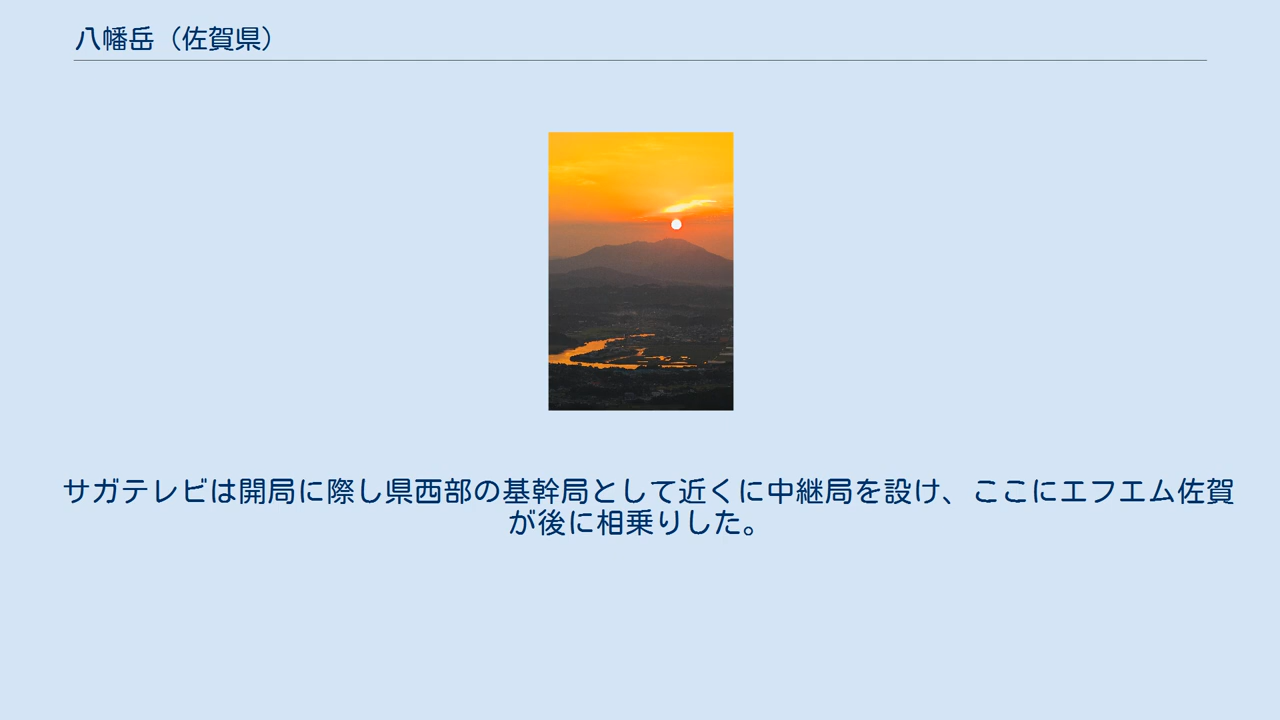 八幡岳（佐賀県）
サガテレビは開局に際し県西部の基幹局として近くに中継局を設け、ここにエフエム佐賀
が後に相乗りした。